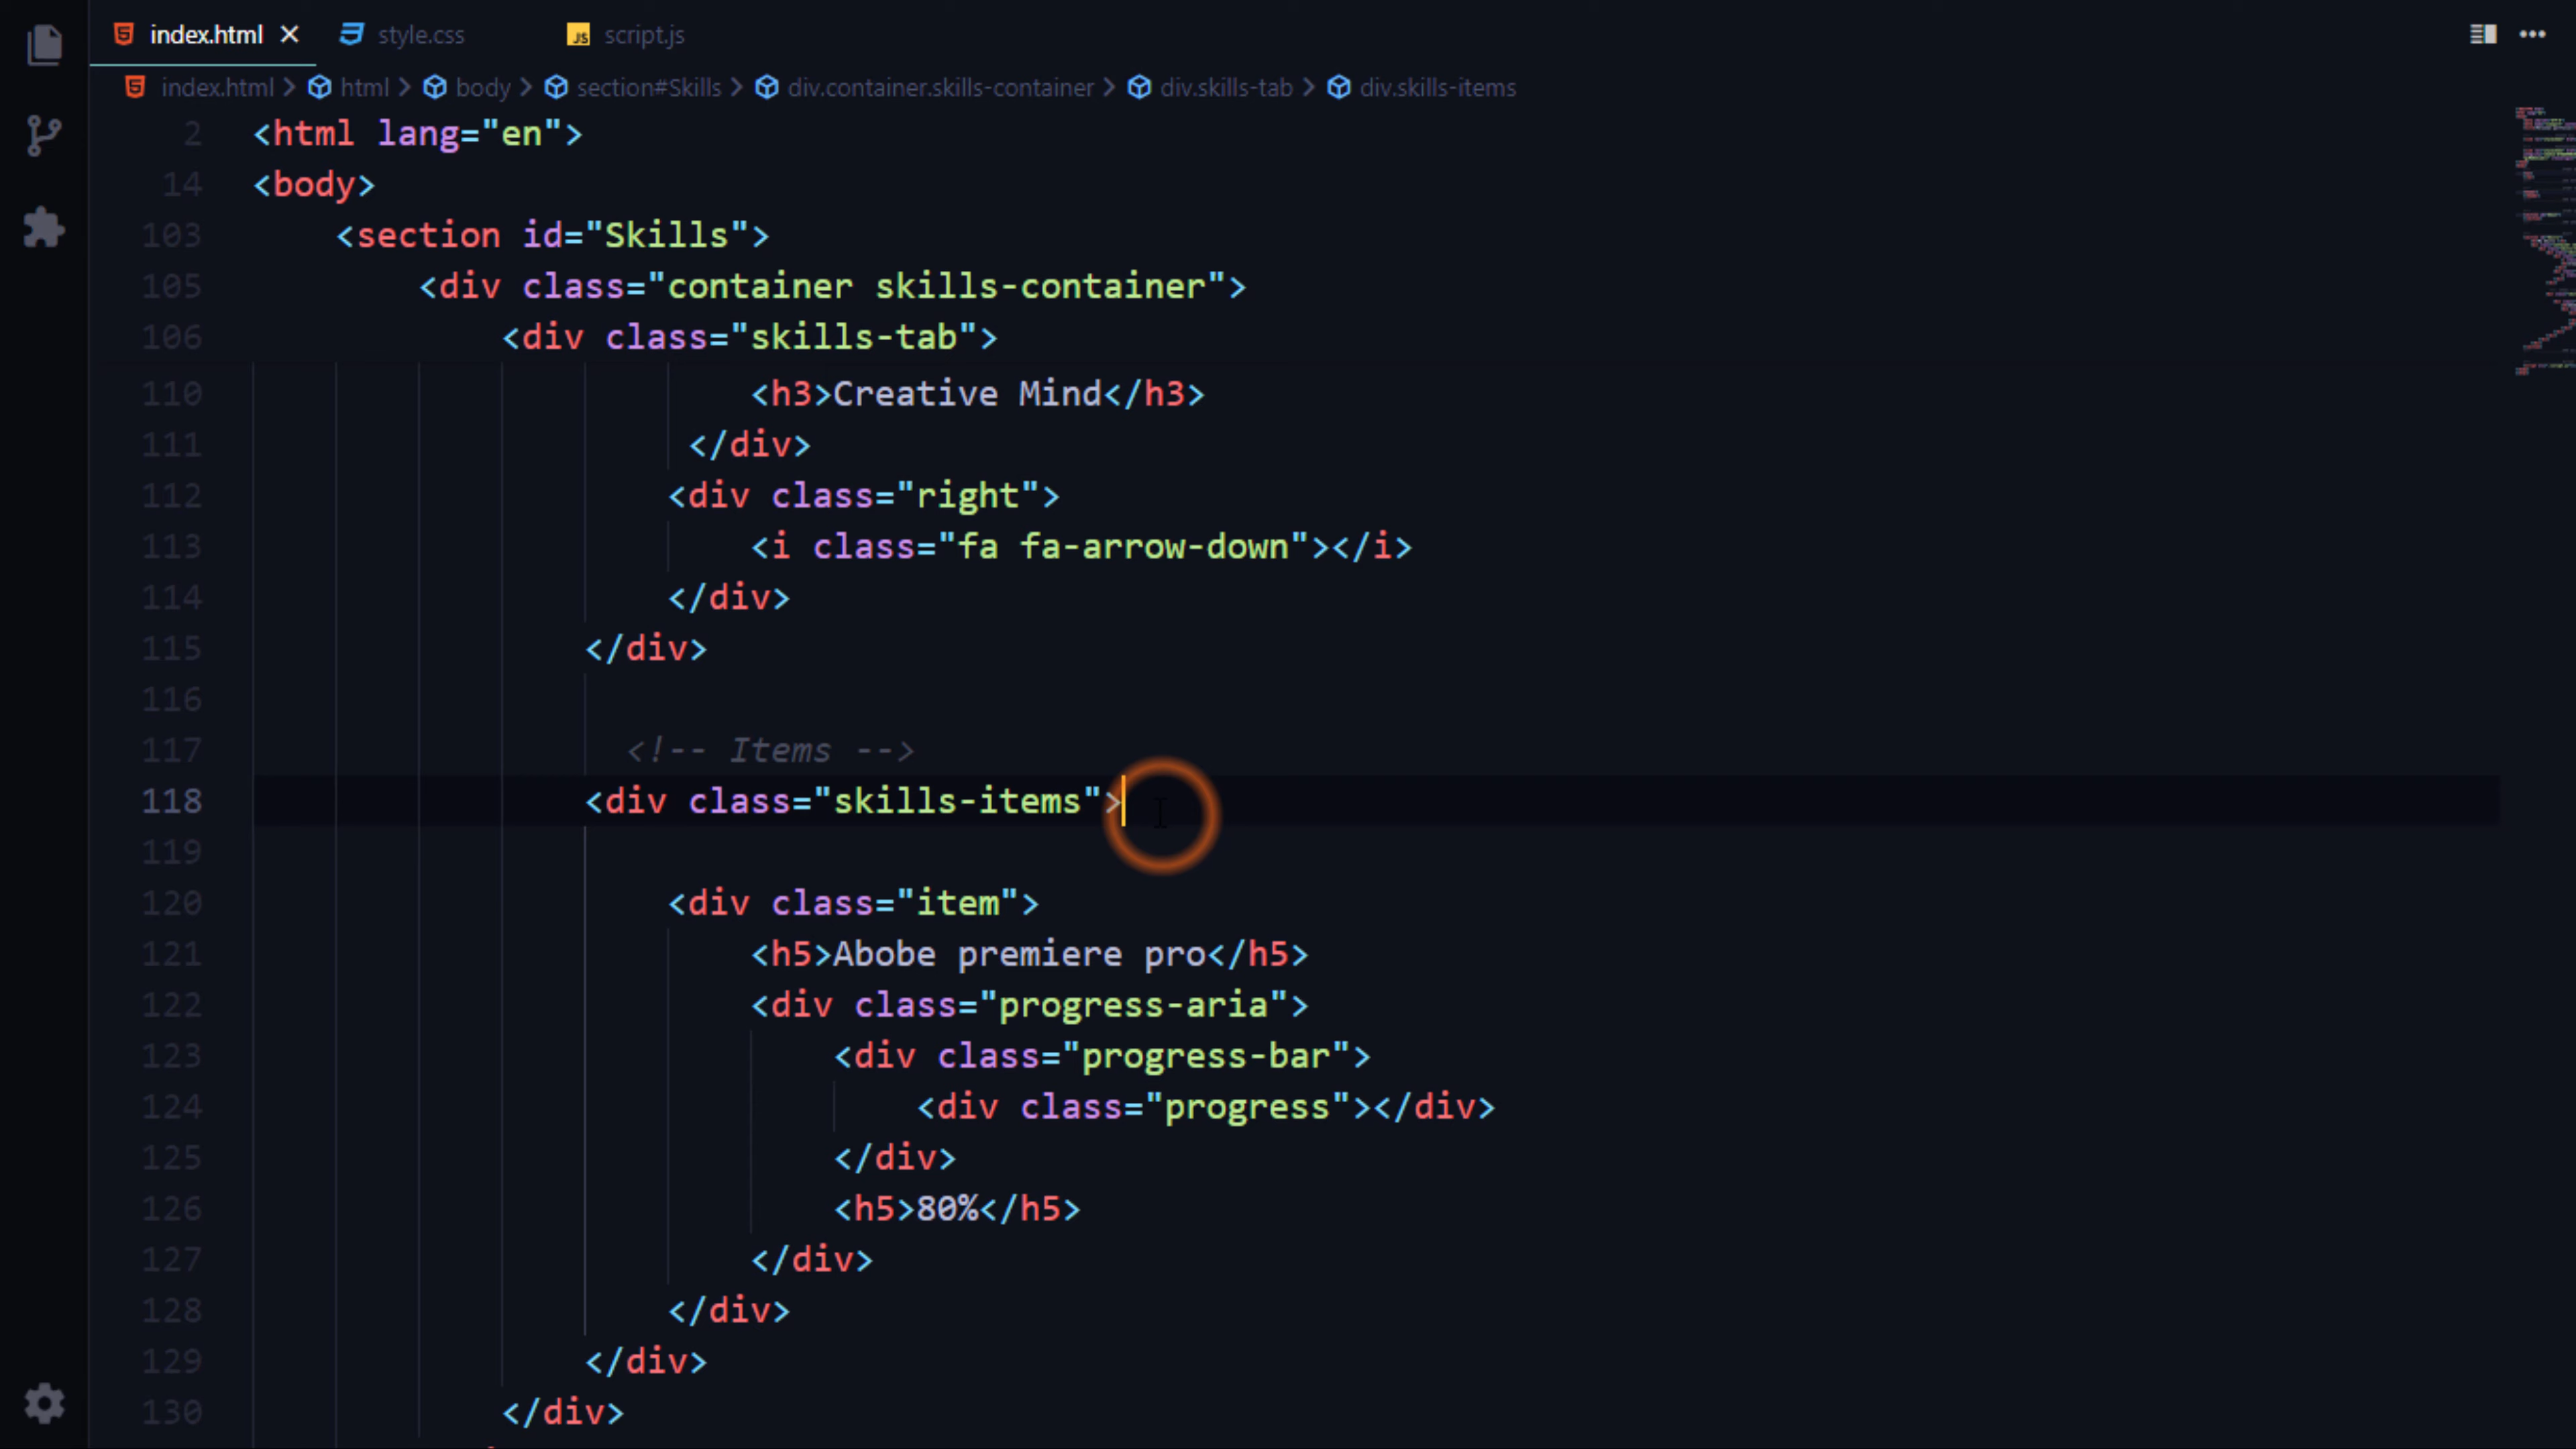 index.html
style.css
JS script.js
index.html > html > body > section#Skills > div.container.skills-container > div.skills-tab > div.skills-items
2 <html lang="en">
14 <body>
103 <section id="Skills">
105 <div class="container skills-container">
106 <div class="skills-tab">
110 <h3>Creative Mind</h3>
111 </div>
112 <div class="right">
113 <i class="fa fa-arrow-down"></i>
114 </div>
115 </div>
116
117 <!-- Items -->
118 <div class="skills-items">
119
120 <div class="item">
121 <h5>Abobe premiere pro</h5>
122 <div class="progress-aria">
123 <div class="progress-bar">
124 <div class="progress"></div>
125 </div>
126 <h5>80%</h5>
127 </div>
128 </div>
129 </div>
130 </div>